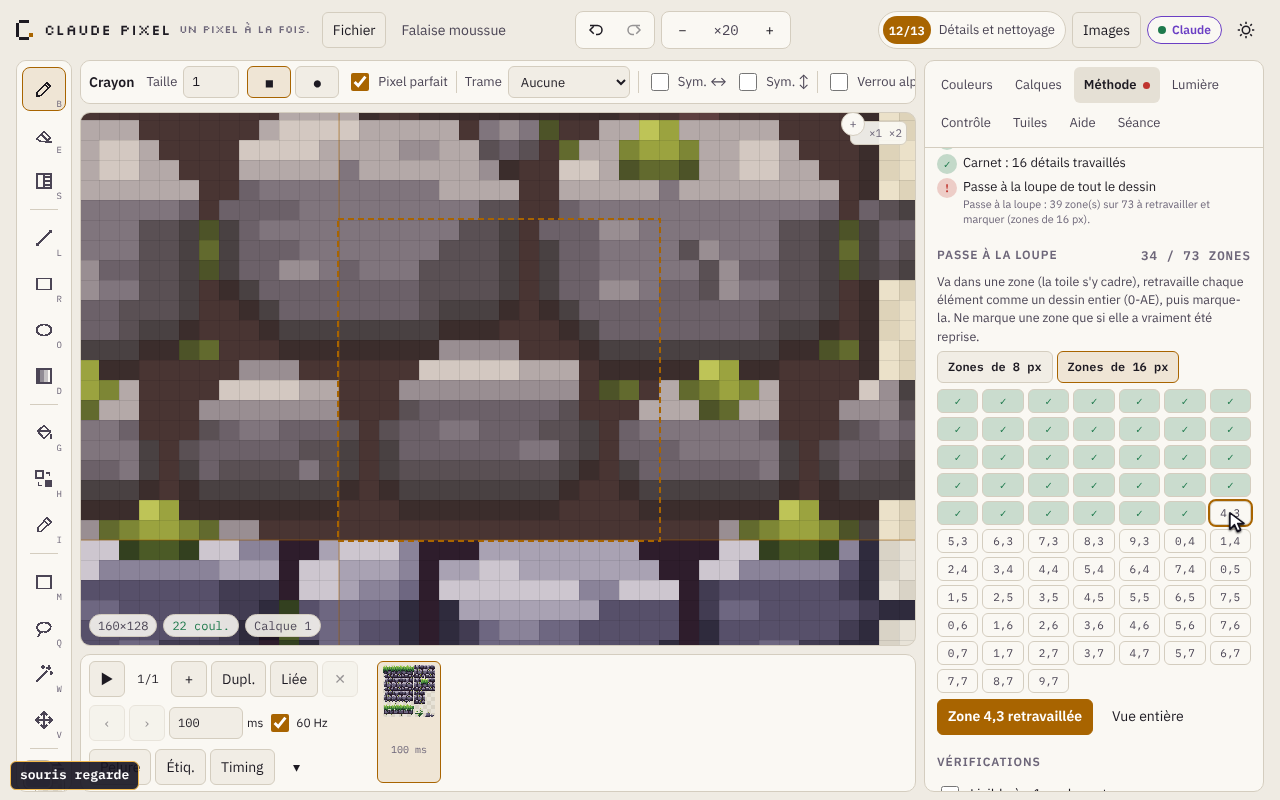 CLAUDE PIXEL UN PIXEL À LA FOIS. Fichier Falaise moussue − ×20 + 12/13 Détails et nettoyage Images Claude
Crayon Taille 1 Pixel parfait Trame Aucune Sym. ↔ Sym. ↕ Verrou alp
B
E
S
L
R
O
D
G
H
I
M
Q
W
V
+ ×1 ×2
160×128 22 coul. Calque 1
1/1 + Dupl. Liée ✕
‹ › 100 ms 60 Hz
Étiq. Timing ▼
100 ms
souris regarde
Couleurs Calques Méthode Lumière
Contrôle Tuiles Aide Séance
✓ Carnet : 16 détails travaillés
! Passe à la loupe de tout le dessin
Passe à la loupe : 39 zone(s) sur 73 à retravailler et
marquer (zones de 16 px).
PASSE À LA LOUPE 34 / 73 ZONES
Va dans une zone (la toile s'y cadre), retravaille chaque
élément comme un dessin entier (0-AE), puis marque-
la. Ne marque une zone que si elle a vraiment été
reprise.
Zones de 8 px Zones de 16 px
✓ ✓ ✓ ✓ ✓ ✓ ✓
✓ ✓ ✓ ✓ ✓ ✓ ✓
✓ ✓ ✓ ✓ ✓ ✓ ✓
✓ ✓ ✓ ✓ ✓ ✓ ✓
✓ ✓ ✓ ✓ ✓ ✓ 4,3
5,3 6,3 7,3 8,3 9,3 0,4 1,4
2,4 3,4 4,4 5,4 6,4 7,4 0,5
1,5 2,5 3,5 4,5 5,5 6,5 7,5
0,6 1,6 2,6 3,6 4,6 5,6 7,6
0,7 1,7 2,7 3,7 4,7 5,7 6,7
7,7 8,7 9,7
Zone 4,3 retravaillée Vue entière
VÉRIFICATIONS